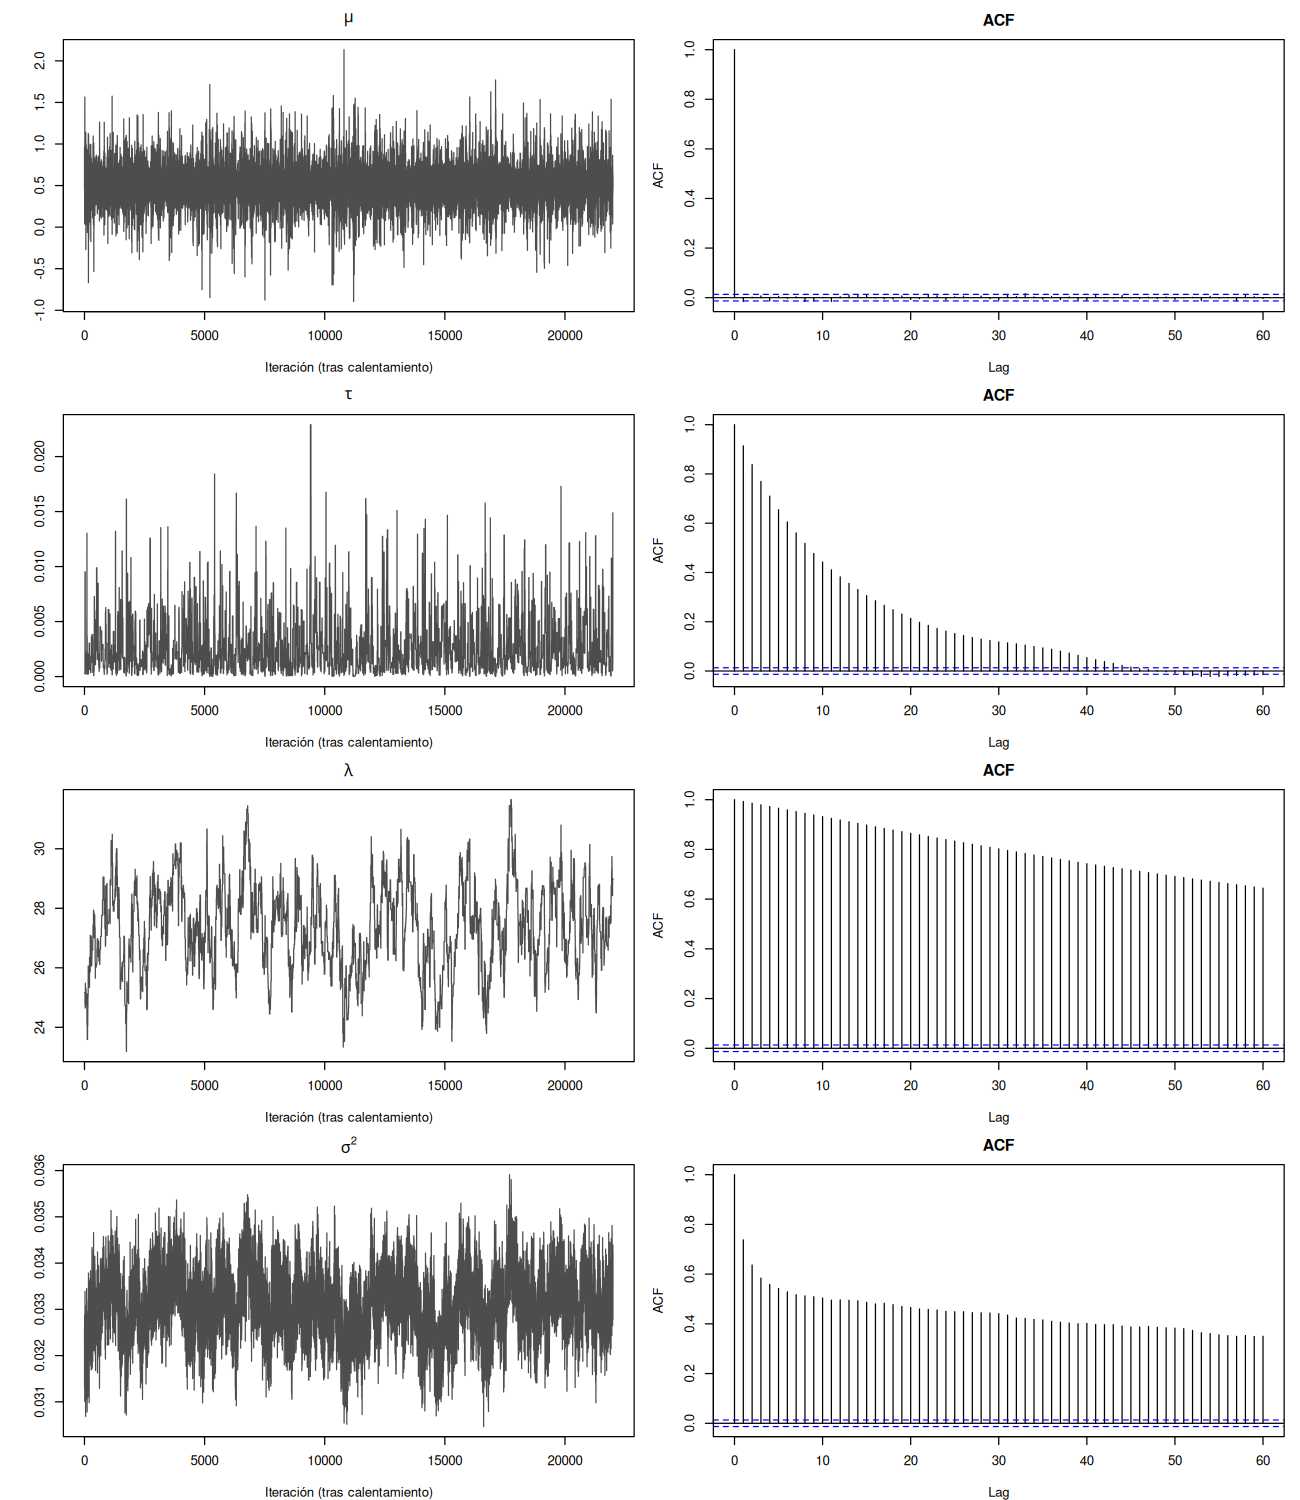 μ
ACF
-1.0 -0.5 0.0 0.5 1.0 1.5 2.0
0 5000 10000 15000 20000
Iteración (tras calentamiento)
ACF
0.0 0.2 0.4 0.6 0.8 1.0
0 10 20 30 40 50 60
Lag
τ
ACF
0.000 0.005 0.010 0.015 0.020
0 5000 10000 15000 20000
Iteración (tras calentamiento)
ACF
0.0 0.2 0.4 0.6 0.8 1.0
0 10 20 30 40 50 60
Lag
λ
ACF
24 26 28 30
0 5000 10000 15000 20000
Iteración (tras calentamiento)
ACF
0.0 0.2 0.4 0.6 0.8 1.0
0 10 20 30 40 50 60
Lag
σ²
ACF
0.031 0.032 0.033 0.034 0.035 0.036
0 5000 10000 15000 20000
Iteración (tras calentamiento)
ACF
0.0 0.2 0.4 0.6 0.8 1.0
0 10 20 30 40 50 60
Lag